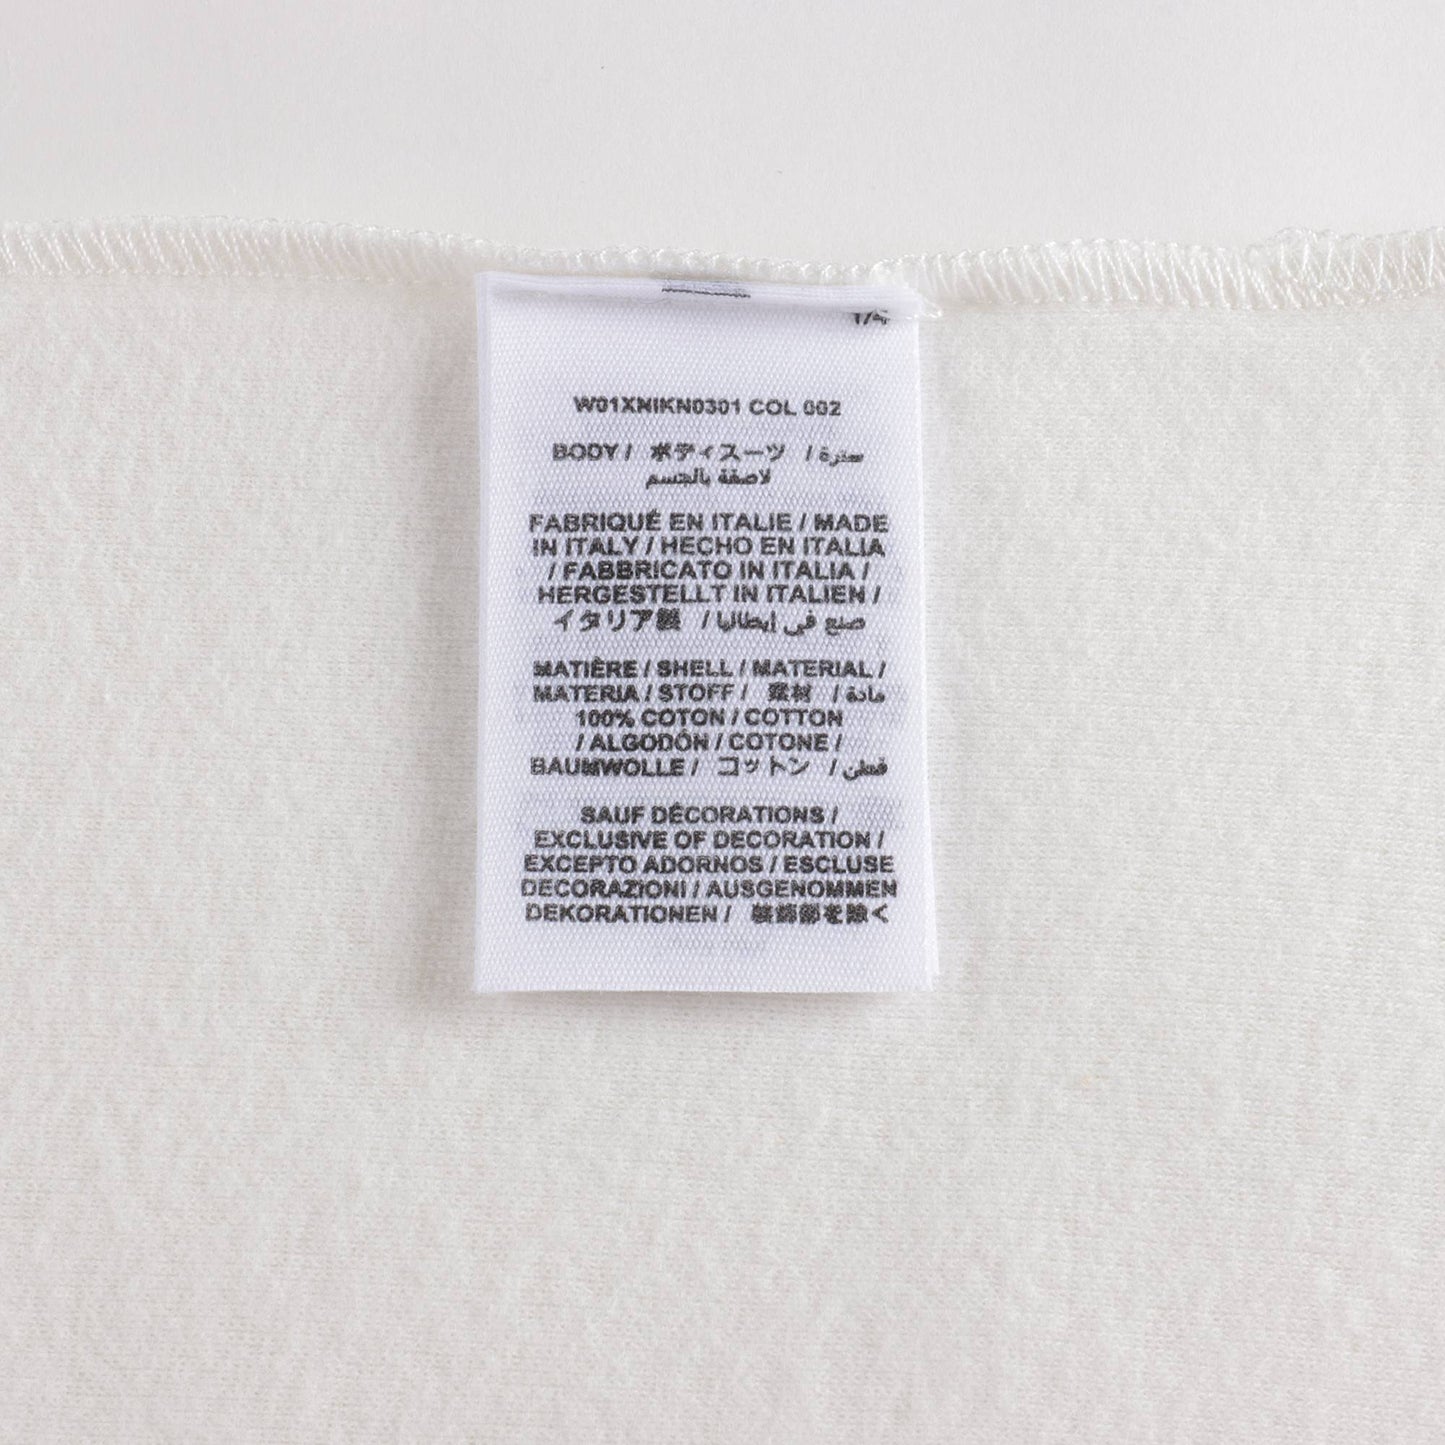 1/4
W01XNIKN0301 COL 002
BODY / ボディスーツ / سترة
لاصقة بالجسم
FABRIQUÉ EN ITALIE / MADE
IN ITALY / HECHO EN ITALIA
/ FABBRICATO IN ITALIA /
HERGESTELLT IN ITALIEN /
イタリア製 / صنع في إيطاليا
MATIÈRE / SHELL / MATERIAL /
MATERIA / STOFF / 素材 / مادة
100% COTON / COTTON
/ ALGODÓN / COTONE /
BAUMWOLLE / コットン / قطن
SAUF DÉCORATIONS /
EXCLUSIVE OF DECORATION /
EXCEPTO ADORNOS / ESCLUSE
DECORAZIONI / AUSGENOMMEN
DEKORATIONEN / 装飾部を除く